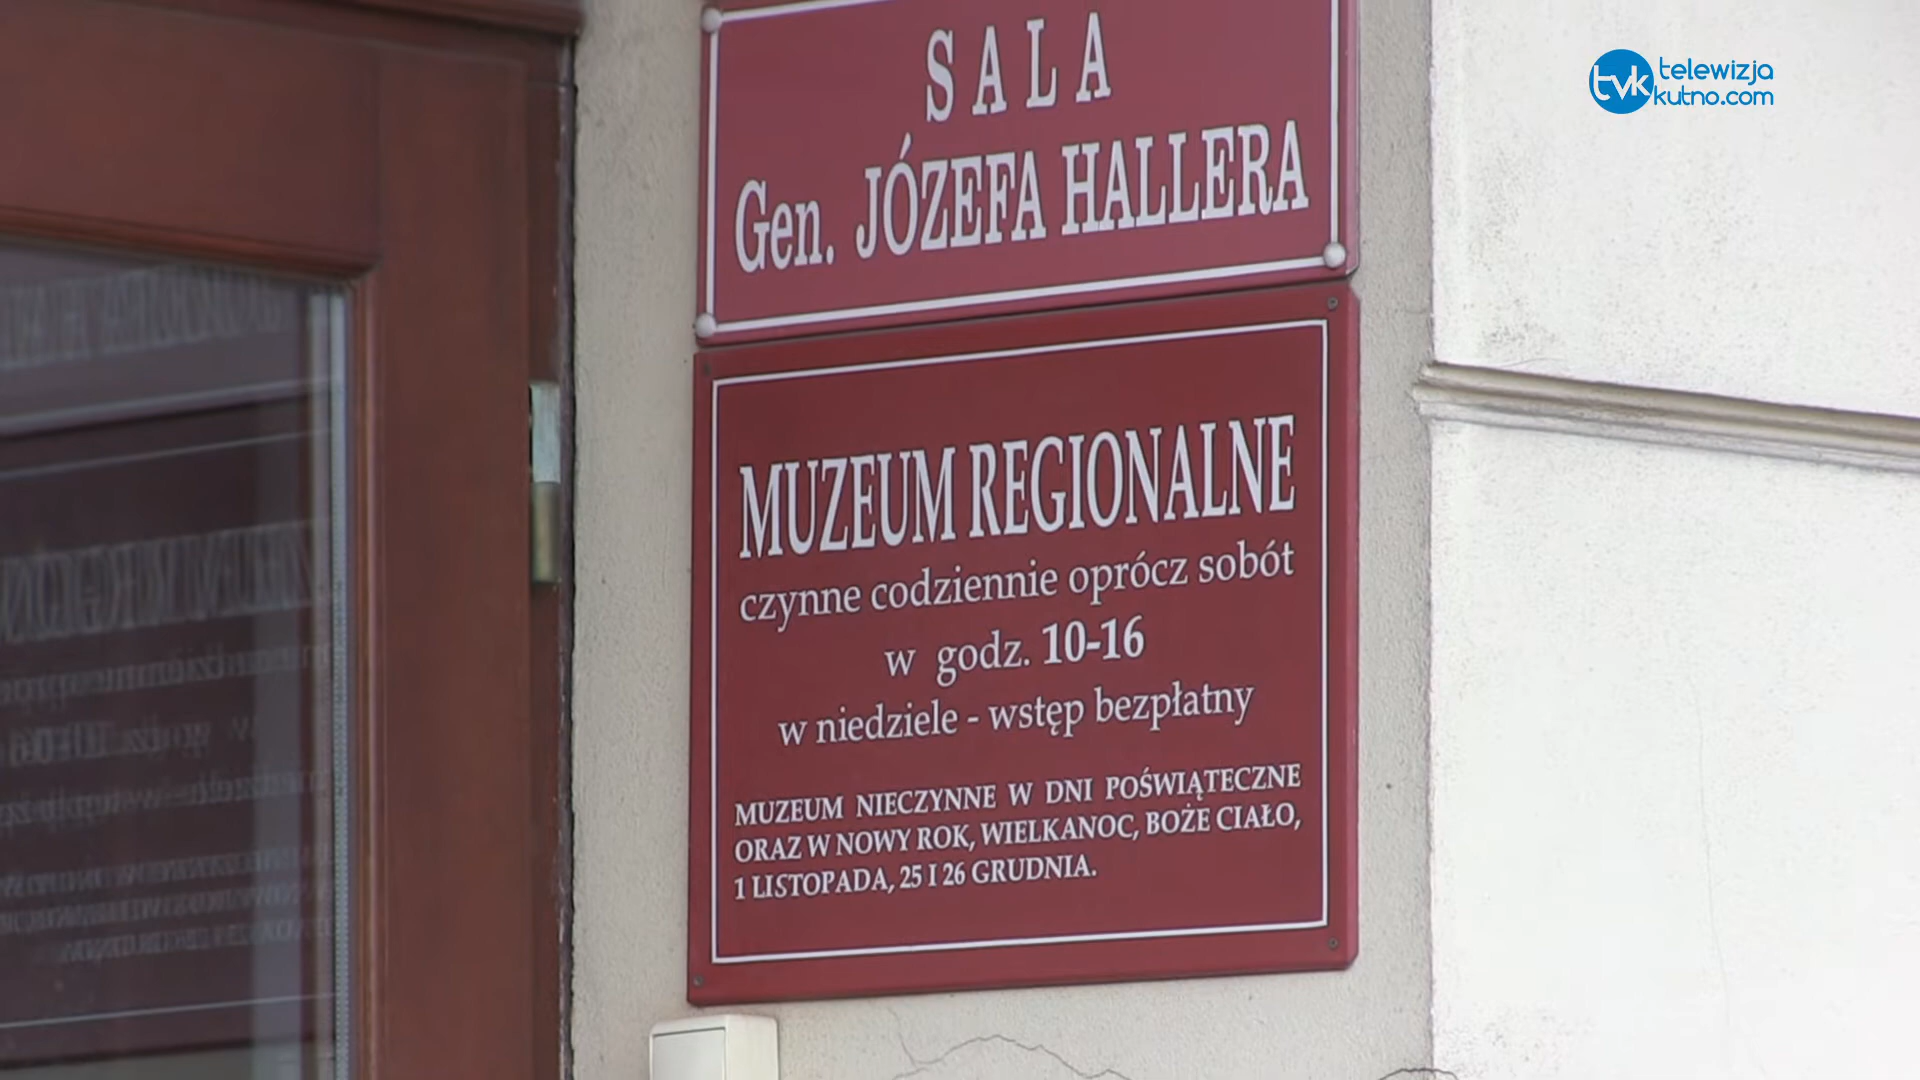 SALA
Gen. JÓZEFA HALLERA
MUZEUM REGIONALNE
czynne codziennie oprócz sobót
w godz. 10-16
w niedziele - wstęp bezpłatny
MUZEUM NIECZYNNE W DNI POŚWIĄTECZNE
ORAZ W NOWY ROK, WIELKANOC, BOŻE CIAŁO,
1 LISTOPADA, 25 I 26 GRUDNIA.
tvk telewizja
kutno.com